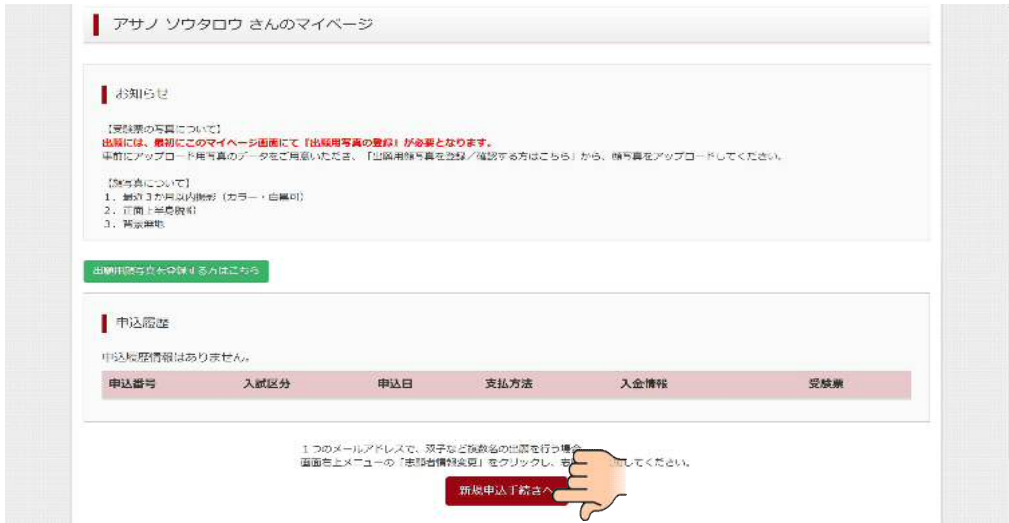 アサノ ソウタロウ さんのマイページ
お知らせ
【受験票の写真について】
出願には、最初にこのマイページ画面にて「出願用写真の登録」が必要となります。
事前にアップロード用写真のデータをご用意いただき、「出願用顔写真を登録/確認する方はこちら」から、顔写真をアップロードしてください。
【顔写真について】
1. 最近3か月以内撮影(カラー・白黒可)
2. 正面上半身脱帽
3. 背景無地
出願用顔写真を登録する方はこちら
申込履歴
申込履歴情報はありません。
申込番号 入試区分 申込日 支払方法 入金情報 受験票
1つのメールアドレスで、双子など複数名の出願を行う場合
画面右上メニューの「志願者情報変更」をクリックし、 してください。
新規申込手続きへ